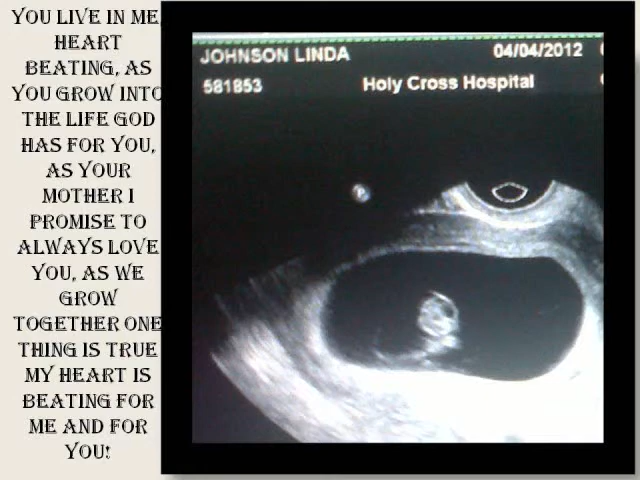 YOU LIVE IN ME,
HEART
BEATING, AS
YOU GROW INTO
THE LIFE GOD
HAS FOR YOU,
AS YOUR
MOTHER I
PROMISE TO
ALWAYS LOVE
YOU, AS WE
GROW
TOGETHER ONE
THING IS TRUE
MY HEART IS
BEATING FOR
ME AND FOR
YOU!
JOHNSON LINDA 04/04/2012
581853 Holy Cross Hospital